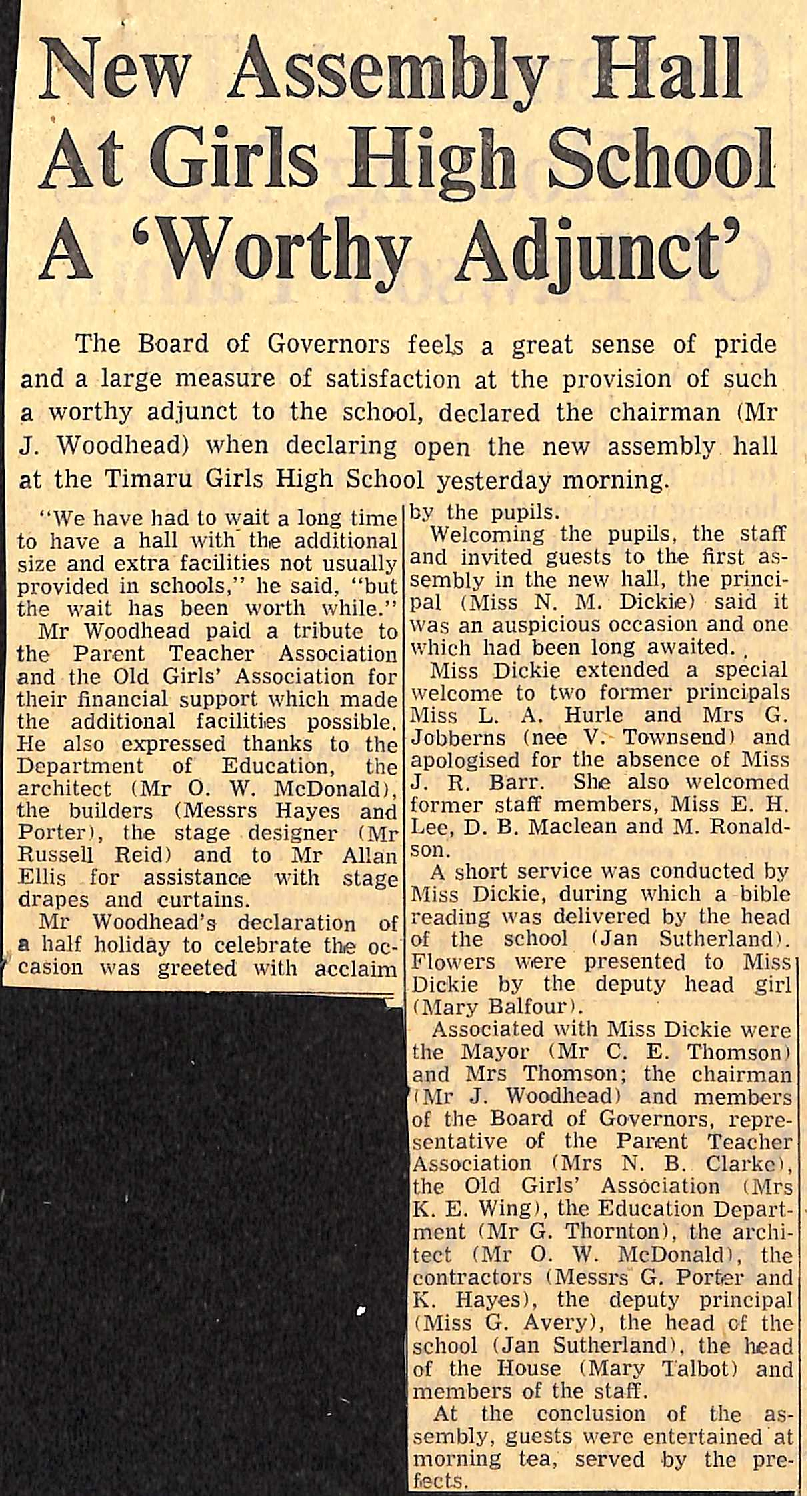 New Assembly Hall
At Girls High School
A ‘Worthy Adjunct’
The Board of Governors feels a great sense of pride
and a large measure of satisfaction at the provision of such
a worthy adjunct to the school, declared the chairman (Mr
J. Woodhead) when declaring open the new assembly hall
at the Timaru Girls High School yesterday morning.
“We have had to wait a long time
to have a hall with the additional
size and extra facilities not usually
provided in schools,” he said, “but
the wait has been worth while.”
Mr Woodhead paid a tribute to
the Parent Teacher Association
and the Old Girls’ Association for
their financial support which made
the additional facilities possible.
He also expressed thanks to the
Department of Education, the
architect (Mr O. W. McDonald),
the builders (Messrs Hayes and
Porter), the stage designer (Mr
Russell Reid) and to Mr Allan
Ellis for assistance with stage
drapes and curtains.
Mr Woodhead’s declaration of
a half holiday to celebrate the oc-
casion was greeted with acclaim
by the pupils.
Welcoming the pupils, the staff
and invited guests to the first as-
sembly in the new hall, the princi-
pal (Miss N. M. Dickie) said it
was an auspicious occasion and one
which had been long awaited.
Miss Dickie extended a special
welcome to two former principals
Miss L. A. Hurle and Mrs G.
Jobberns (nee V. Townsend) and
apologised for the absence of Miss
J. R. Barr. She also welcomed
former staff members, Miss E. H.
Lee, D. B. Maclean and M. Ronald-
son.
A short service was conducted by
Miss Dickie, during which a bible
reading was delivered by the head
of the school (Jan Sutherland).
Flowers were presented to Miss
Dickie by the deputy head girl
(Mary Balfour).
Associated with Miss Dickie were
the Mayor (Mr C. E. Thomson)
and Mrs Thomson; the chairman
(Mr J. Woodhead) and members
of the Board of Governors, repre-
sentative of the Parent Teacher
Association (Mrs N. B. Clarke),
the Old Girls’ Association (Mrs
K. E. Wing), the Education Depart-
ment (Mr G. Thornton), the archi-
tect (Mr O. W. McDonald), the
contractors (Messrs G. Porter and
K. Hayes), the deputy principal
(Miss G. Avery), the head of the
school (Jan Sutherland), the head
of the House (Mary Talbot) and
members of the staff.
At the conclusion of the as-
sembly, guests were entertained at
morning tea, served by the pre-
fects.